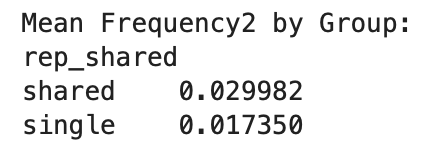 Mean Frequency2 by Group:
rep_shared
shared    0.029982
single    0.017350